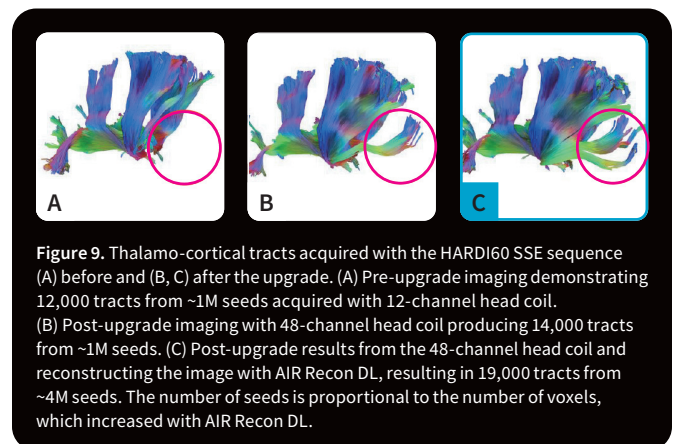 A
B
C
Figure 9. Thalamo-cortical tracts acquired with the HARDI60 SSE sequence
(A) before and (B, C) after the upgrade. (A) Pre-upgrade imaging demonstrating
12,000 tracts from ~1M seeds acquired with 12-channel head coil.
(B) Post-upgrade imaging with 48-channel head coil producing 14,000 tracts
from ~1M seeds. (C) Post-upgrade results from the 48-channel head coil and
reconstructing the image with AIR Recon DL, resulting in 19,000 tracts from
~4M seeds. The number of seeds is proportional to the number of voxels,
which increased with AIR Recon DL.